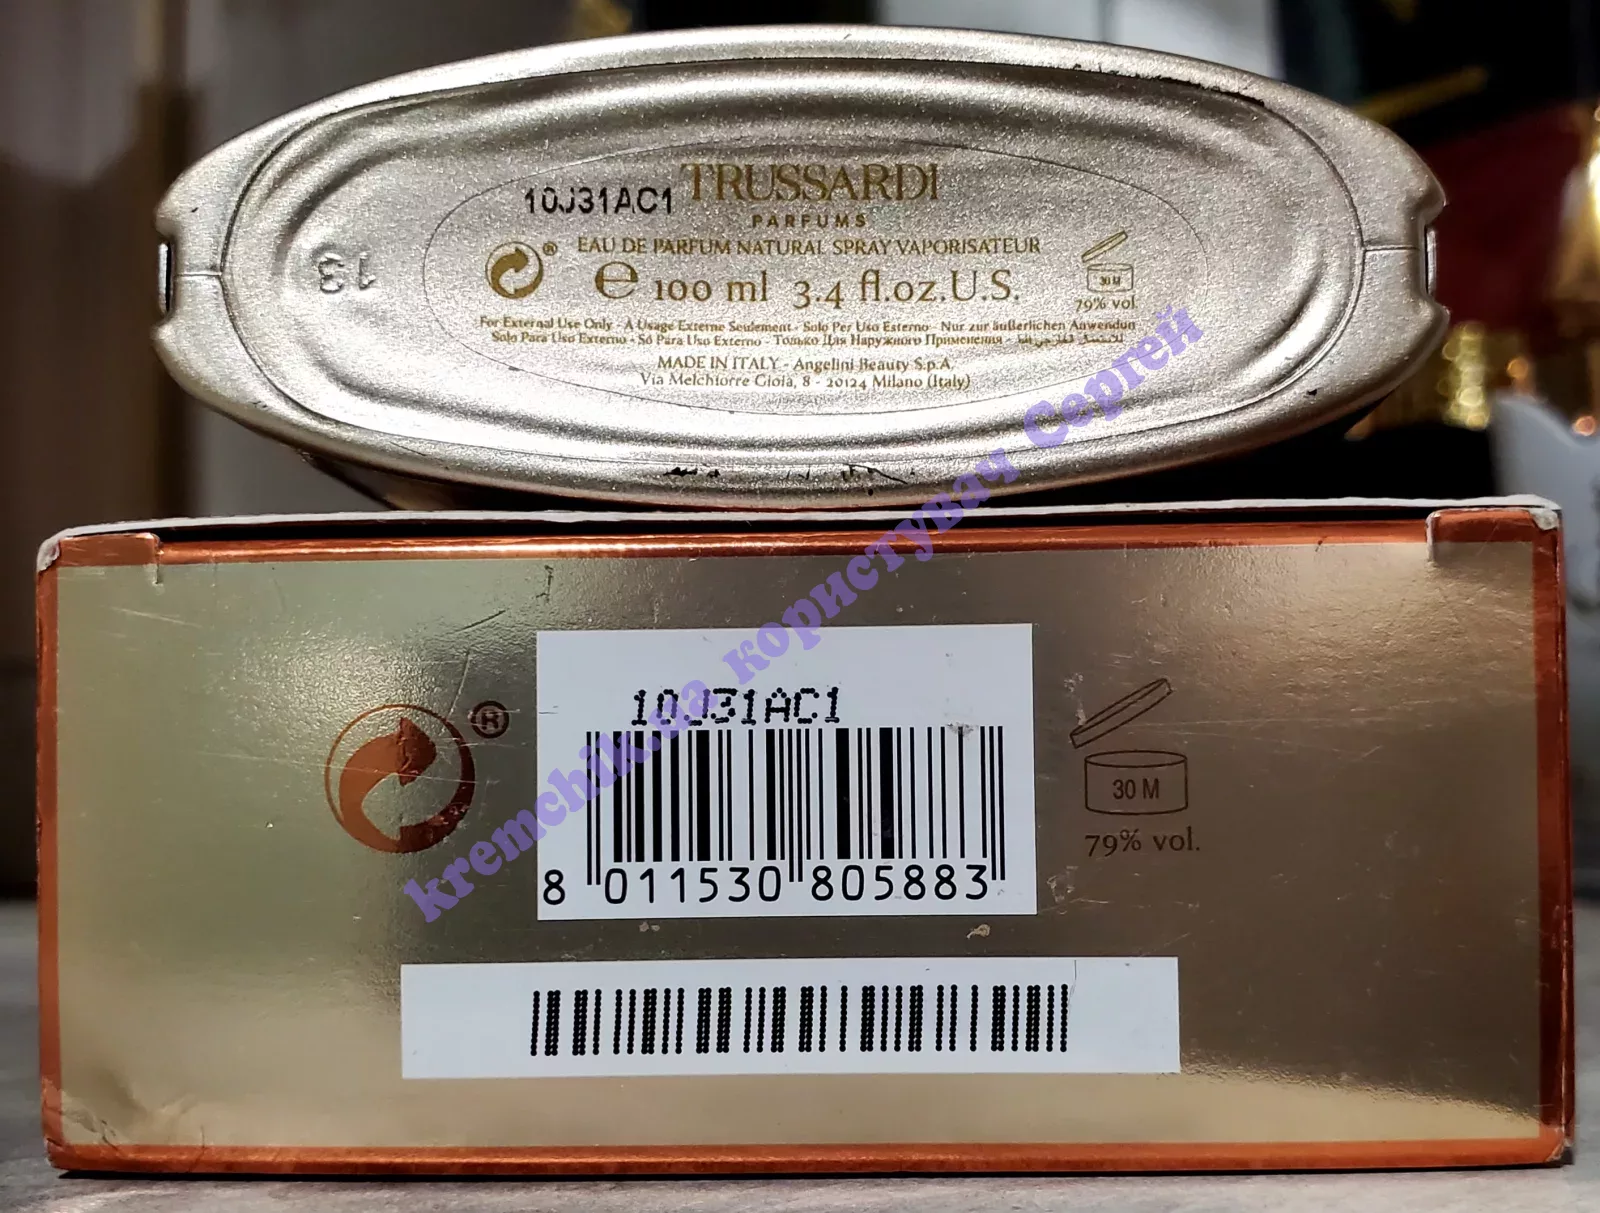 10J31AC1 TRUSSARDI
PARFUMS
EAU DE PARFUM NATURAL SPRAY VAPORISATEUR
℮ 100 ml 3.4 fl.oz.U.S.
®
30 M
79% vol.
13
For External Use Only - A Usage Externe Seulement - Solo Per Uso Esterno - Nur zur äußerlichen Anwendun
Solo Para Uso Externo - Só Para Uso Externo - Только Для Наружного Применения -
MADE IN ITALY - Angelini Beauty S.p.A.
Via Melchiorre Gioia, 8 - 20124 Milano (Italy)
kremchik.ua користувач Сергей
®
10J31AC1
8 011530 805883
30 M
79% vol.